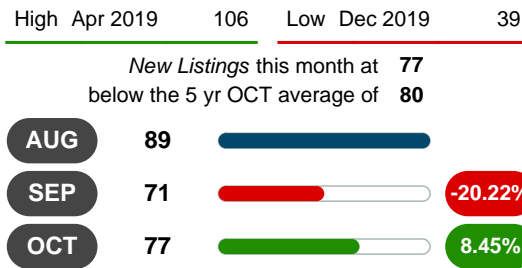 High Apr 2019 106 Low Dec 2019 39
New Listings this month at 77
below the 5 yr OCT average of 80
AUG 89
SEP 71 -20.22%
OCT 77 8.45%